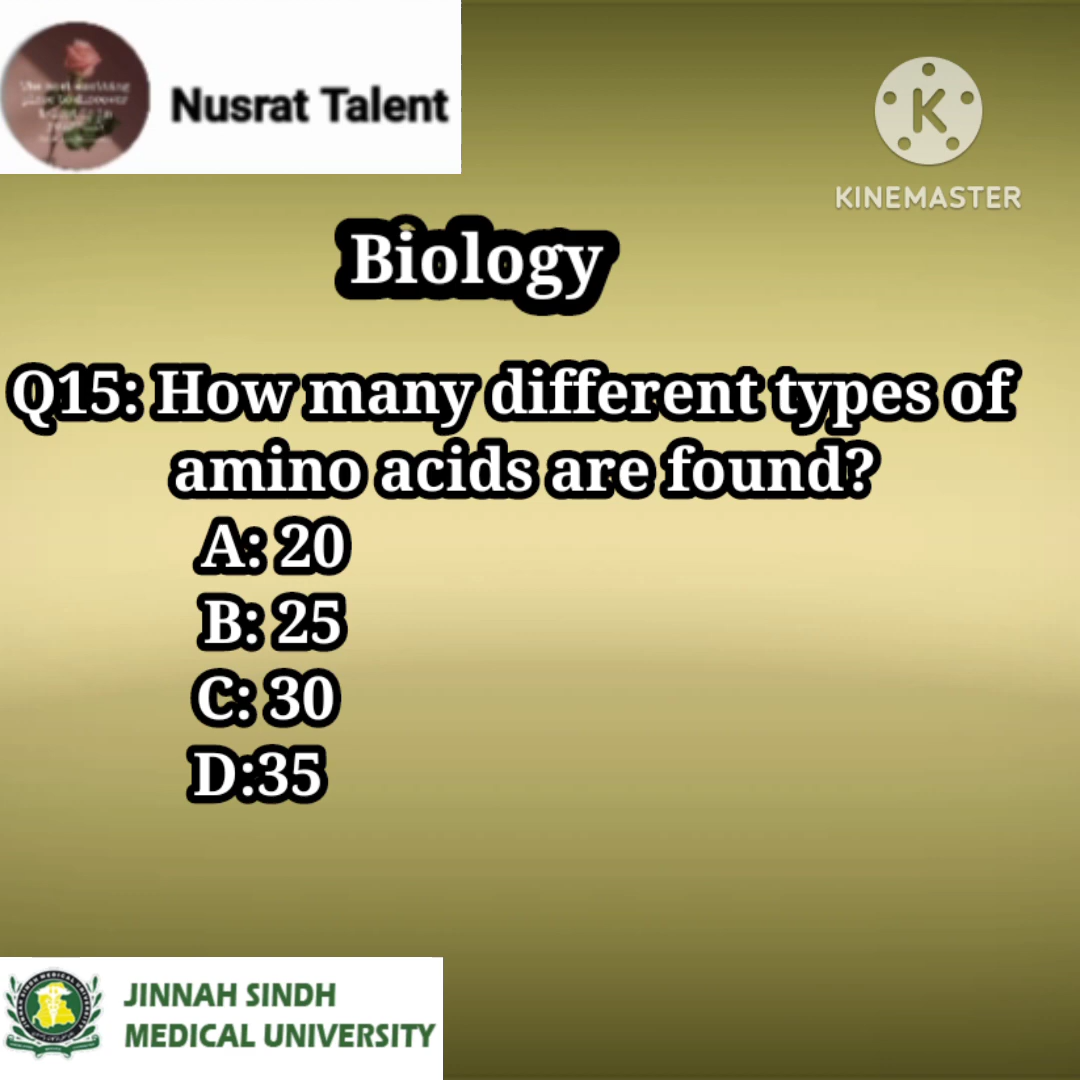 Nusrat Talent
K
KINEMASTER
Biology
Q15: How many different types of
amino acids are found?
A: 20
B: 25
C: 30
D:35
JINNAH SINDH
MEDICAL UNIVERSITY